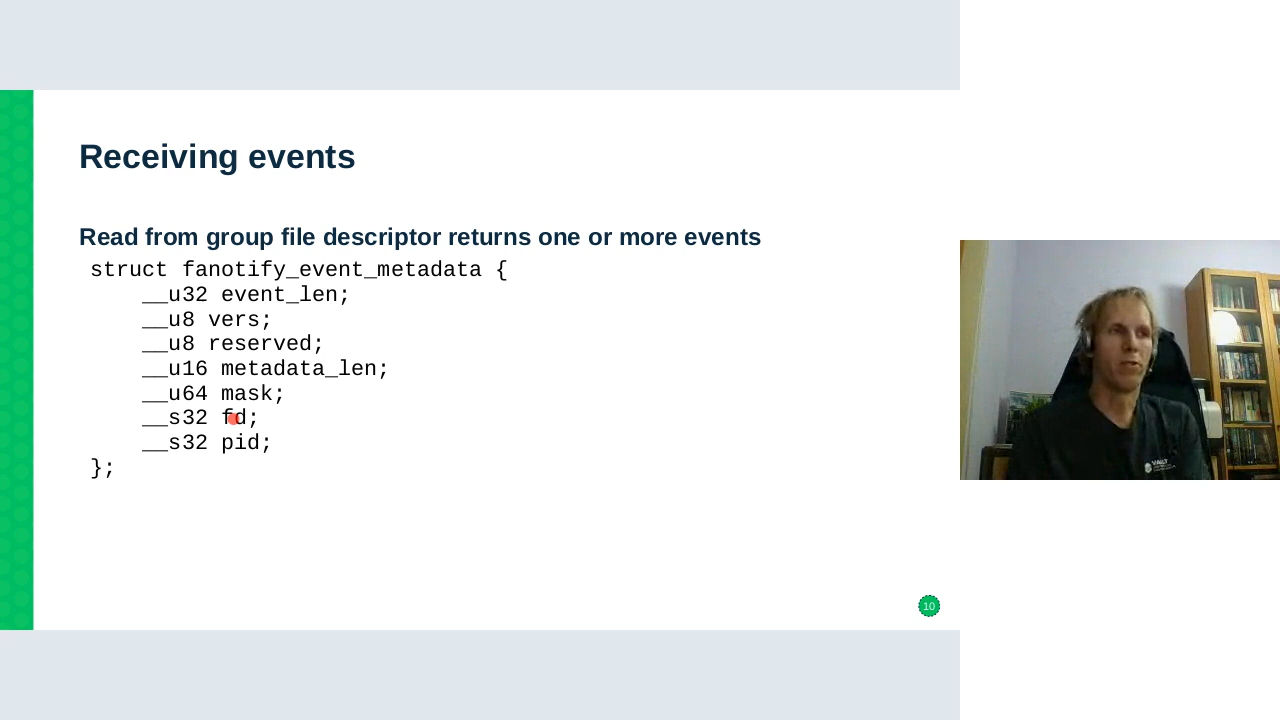 Receiving events
Read from group file descriptor returns one or more events
struct fanotify_event_metadata {
__u32 event_len;
__u8 vers;
__u8 reserved;
__u16 metadata_len;
__u64 mask;
__s32 fd;
__s32 pid;
};
VAULT
10